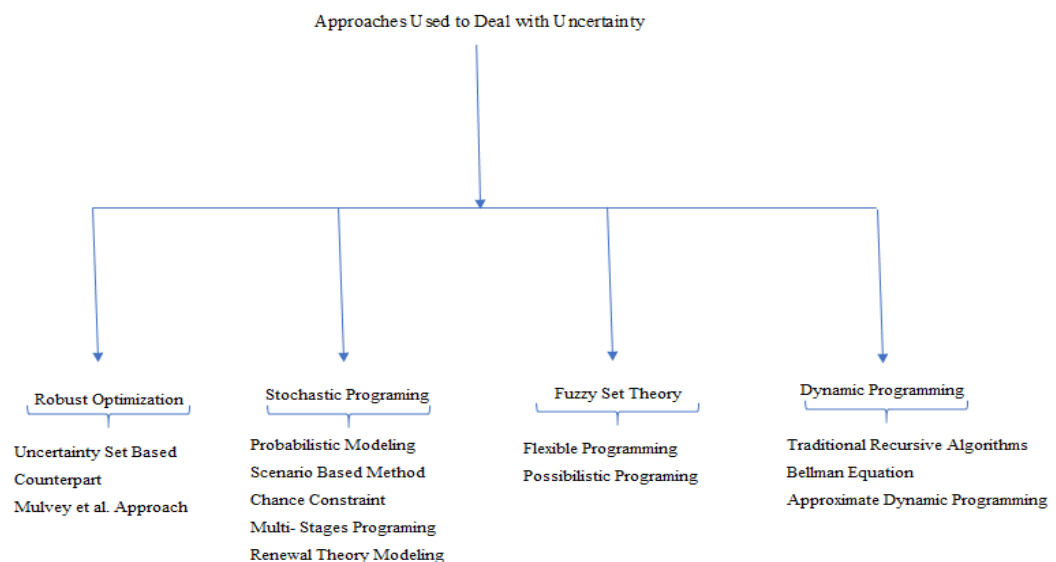 Approaches Used to Deal with Uncertainty
Robust Optimization
Uncertainty Set Based
Counterpart
Mulvey et al. Approach
Stochastic Programing
Probabilistic Modeling
Scenario Based Method
Chance Constraint
Multi- Stages Programing
Renewal Theory Modeling
Fuzzy Set Theory
Flexible Programming
Possibilistic Programing
Dynamic Programming
Traditional Recursive Algorithms
Bellman Equation
Approximate Dynamic Programming